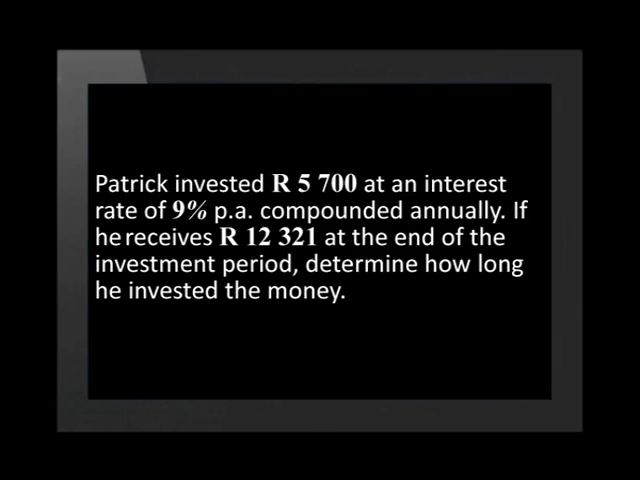 Patrick invested R 5 700 at an interest
rate of 9% p.a. compounded annually. If
he receives R 12 321 at the end of the
investment period, determine how long
he invested the money.